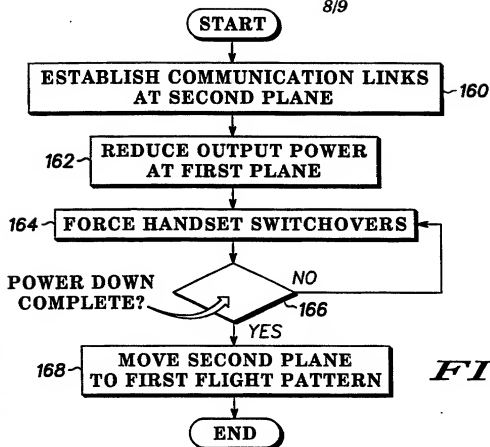 8/9
START
ESTABLISH COMMUNICATION LINKS
AT SECOND PLANE
160
162
REDUCE OUTPUT POWER
AT FIRST PLANE
164
FORCE HANDSET SWITCHOVERS
POWER DOWN
COMPLETE?
NO
166
YES
168
MOVE SECOND PLANE
TO FIRST FLIGHT PATTERN
FI
END